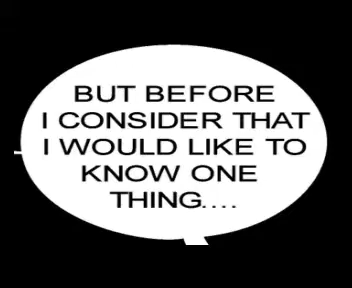 BUT BEFORE
I CONSIDER THAT
I WOULD LIKE TO
KNOW ONE
THING....